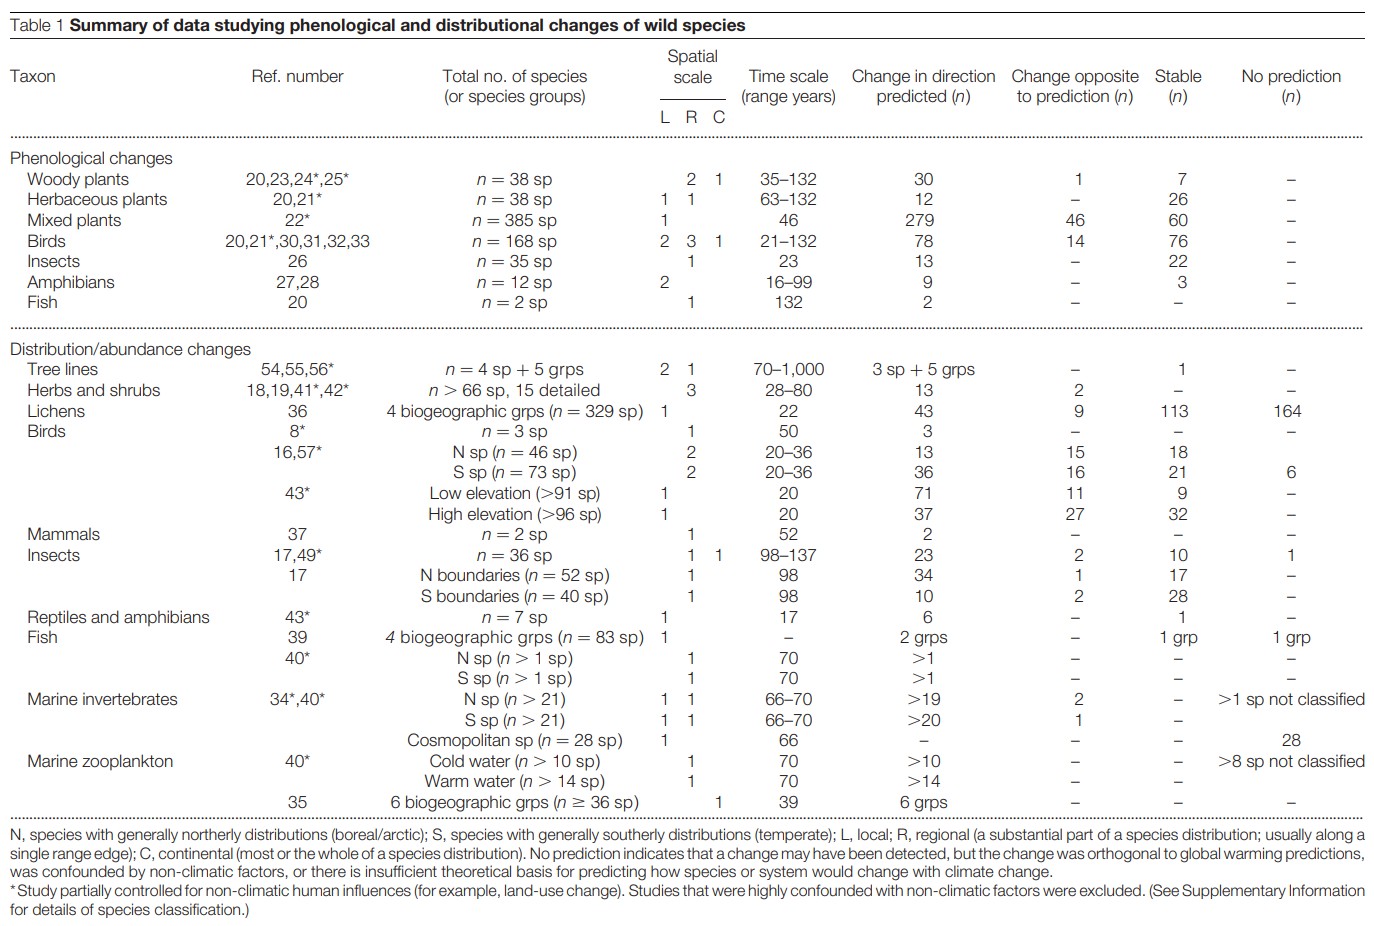 Table 1 Summary of data studying phenological and distributional changes of wild species
Taxon Ref. number Total no. of species (or species groups) Spatial scale Time scale (range years) Change in direction predicted (n) Change opposite to prediction (n) Stable (n) No prediction (n)
L R C
Phenological changes
Woody plants 20,23,24*,25* n = 38 sp 2 1 35–132 30 1 7 –
Herbaceous plants 20,21* n = 38 sp 1 1 63–132 12 – 26 –
Mixed plants 22* n = 385 sp 1 46 279 46 60 –
Birds 20,21*,30,31,32,33 n = 168 sp 2 3 1 21–132 78 14 76 –
Insects 26 n = 35 sp 1 23 13 – 22 –
Amphibians 27,28 n = 12 sp 2 16–99 9 – 3 –
Fish 20 n = 2 sp 1 132 2 – – –
Distribution/abundance changes
Tree lines 54,55,56* n = 4 sp + 5 grps 2 1 70–1,000 3 sp + 5 grps – 1 –
Herbs and shrubs 18,19,41*,42* n > 66 sp, 15 detailed 3 28–80 13 2 – –
Lichens 36 4 biogeographic grps (n = 329 sp) 1 22 43 9 113 164
Birds 8* n = 3 sp 1 50 3 – – –
16,57* N sp (n = 46 sp) 2 20–36 13 15 18
S sp (n = 73 sp) 2 20–36 36 16 21 6
43* Low elevation (>91 sp) 1 20 71 11 9 –
High elevation (>96 sp) 1 20 37 27 32 –
Mammals 37 n = 2 sp 1 52 2 – – –
Insects 17,49* n = 36 sp 1 1 98–137 23 2 10 1
17 N boundaries (n = 52 sp) 1 98 34 1 17 –
S boundaries (n = 40 sp) 1 98 10 2 28 –
Reptiles and amphibians 43* n = 7 sp 1 17 6 – 1 –
Fish 39 4 biogeographic grps (n = 83 sp) 1 – 2 grps – 1 grp 1 grp
40* N sp (n > 1 sp) 1 70 >1 – – –
S sp (n > 1 sp) 1 70 >1 – – –
Marine invertebrates 34*,40* N sp (n > 21) 1 1 66–70 >19 2 – >1 sp not classified
S sp (n > 21) 1 1 66–70 >20 1 –
Cosmopolitan sp (n = 28 sp) 1 66 – – – 28
Marine zooplankton 40* Cold water (n > 10 sp) 1 70 >10 – – >8 sp not classified
Warm water (n > 14 sp) 1 70 >14 – –
35 6 biogeographic grps (n ≥ 36 sp) 1 39 6 grps – – –
N, species with generally northerly distributions (boreal/arctic); S, species with generally southerly distributions (temperate); L, local; R, regional (a substantial part of a species distribution; usually along a
single range edge); C, continental (most or the whole of a species distribution). No prediction indicates that a change may have been detected, but the change was orthogonal to global warming predictions,
was confounded by non-climatic factors, or there is insufficient theoretical basis for predicting how species or system would change with climate change.
*Study partially controlled for non-climatic human influences (for example, land-use change). Studies that were highly confounded with non-climatic factors were excluded. (See Supplementary Information
for details of species classification.)